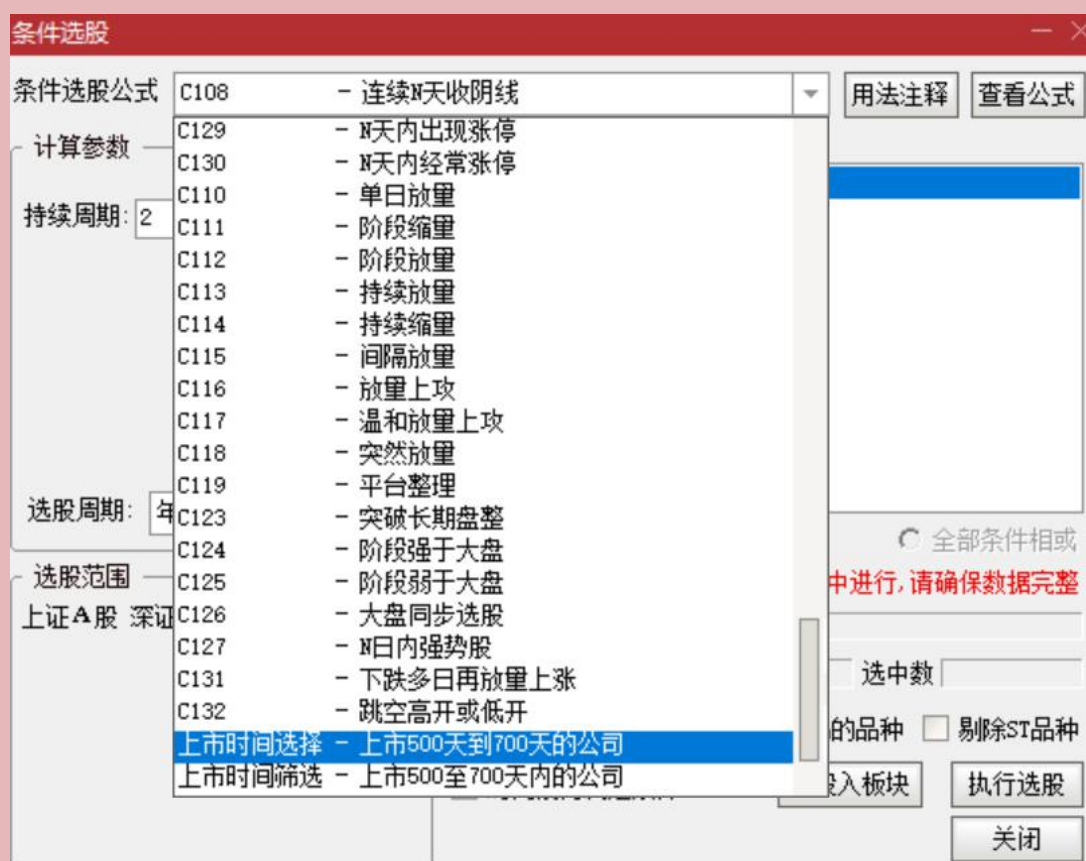 条件选股
条件选股公式 C108 - 连续N天收阴线 用法注释 查看公式
计算参数
持续周期: 2
C129 - N天内出现涨停
C130 - N天内经常涨停
C110 - 单日放量
C111 - 阶段缩量
C112 - 阶段放量
C113 - 持续放量
C114 - 持续缩量
C115 - 间隔放量
C116 - 放量上攻
C117 - 温和放量上攻
C118 - 突然放量
C119 - 平台整理
C123 - 突破长期盘整
C124 - 阶段强于大盘
C125 - 阶段弱于大盘
C126 - 大盘同步选股
C127 - N日内强势股
C131 - 下跌多日再放量上涨
C132 - 跳空高开或低开
上市时间选择 - 上市500天到700天的公司
上市时间筛选 - 上市500至700天内的公司
选股周期: 年
选股范围
上证A股 深证
全部条件相或
中进行,请确保数据完整
选中数
的品种 剔除ST品种
入板块 执行选股
关闭